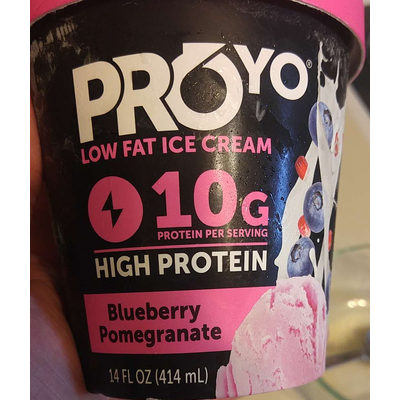 PROYO®
LOW FAT ICE CREAM
10G
PROTEIN PER SERVING
HIGH PROTEIN
Blueberry
Pomegranate
14 FL OZ (414 mL)